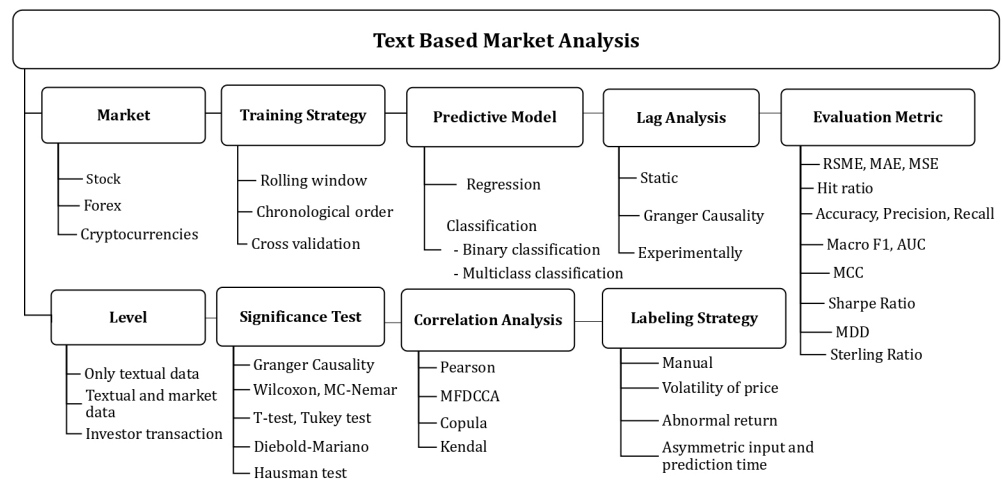 Text Based Market Analysis
Market
Stock
Forex
Cryptocurrencies
Training Strategy
Rolling window
Chronological order
Cross validation
Predictive Model
Regression
Classification
- Binary classification
- Multiclass classification
Lag Analysis
Static
Granger Causality
Experimentally
Evaluation Metric
RSME, MAE, MSE
Hit ratio
Accuracy, Precision, Recall
Macro F1, AUC
MCC
Sharpe Ratio
MDD
Sterling Ratio
Level
Only textual data
Textual and market
data
Investor transaction
Significance Test
Granger Causality
Wilcoxon, MC-Nemar
T-test, Tukey test
Diebold-Mariano
Hausman test
Correlation Analysis
Pearson
MFDCCA
Copula
Kendal
Labeling Strategy
Manual
Volatility of price
Abnormal return
Asymmetric input and
prediction time